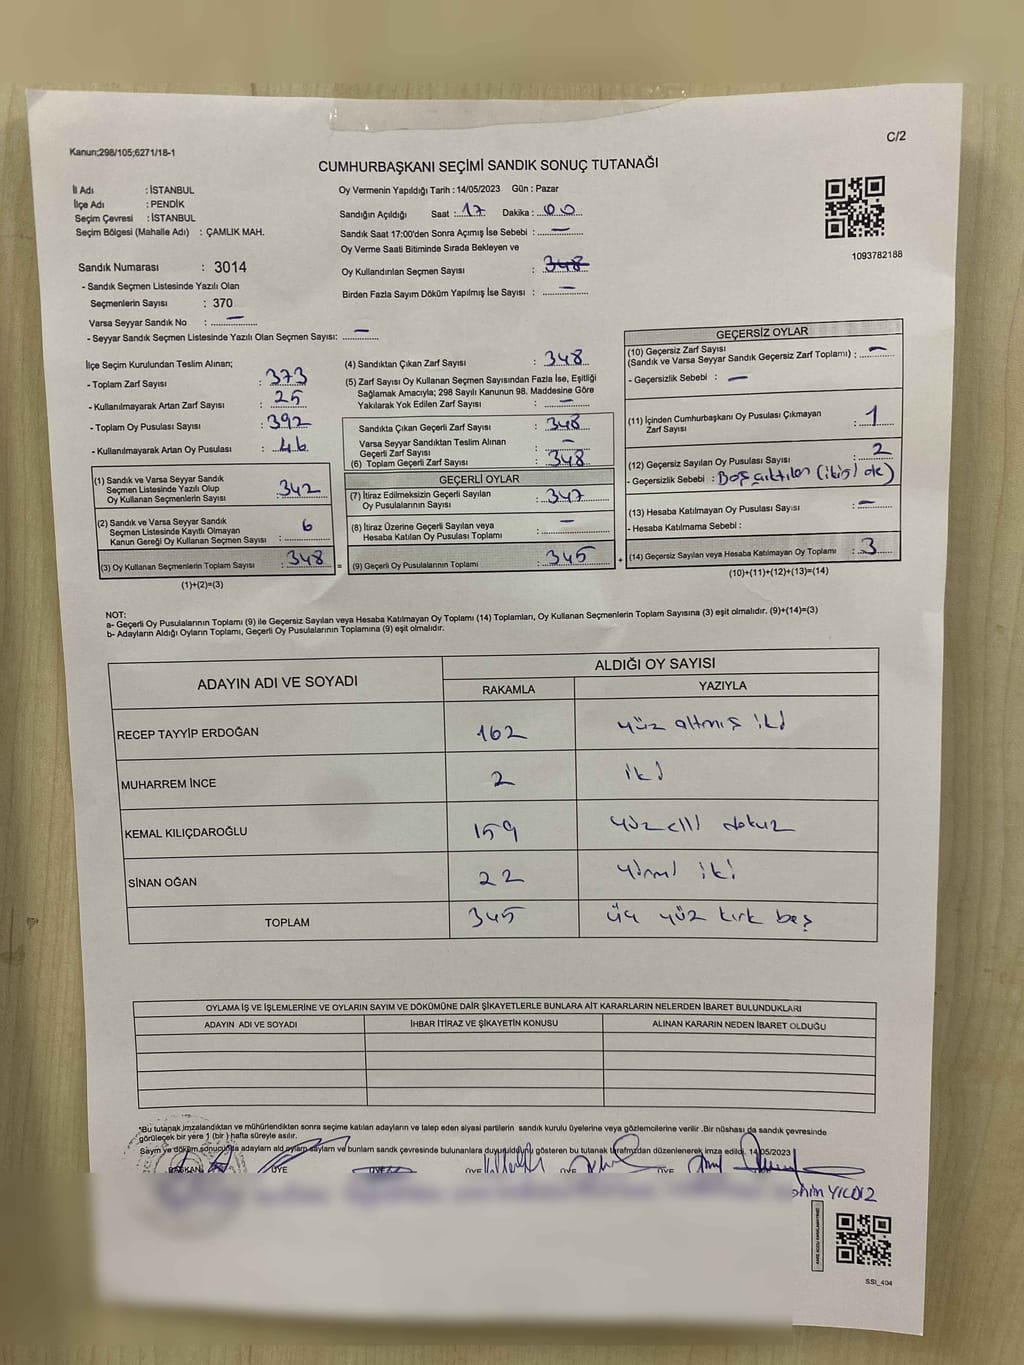 C/2
Kanun;298/105;6271/18-1
CUMHURBAŞKANI SEÇİMİ SANDIK SONUÇ TUTANAĞI
İl Adı : İSTANBUL
İlçe Adı : PENDİK
Seçim Çevresi : İSTANBUL
Seçim Bölgesi (Mahalle Adı) : ÇAMLIK MAH.
Sandık Numarası : 3014
- Sandık Seçmen Listesinde Yazılı Olan
Seçmenlerin Sayısı : 370
Varsa Seyyar Sandık No : —
- Seyyar Sandık Seçmen Listesinde Yazılı Olan Seçmen Sayısı: —
Oy Vermenin Yapıldığı Tarih : 14/05/2023 Gün : Pazar
Sandığın Açıldığı Saat : 17 Dakika : 00
Sandık Saat 17:00'den Sonra Açımış İse Sebebi : —
Oy Verme Saati Bitiminde Sırada Bekleyen ve
Oy Kullandırılan Seçmen Sayısı : 348
Birden Fazla Sayım Döküm Yapılmış İse Sayısı : —
1093782188
İlçe Seçim Kurulundan Teslim Alınan;
- Toplam Zarf Sayısı : 373
- Kullanılmayarak Artan Zarf Sayısı : 25
- Toplam Oy Pusulası Sayısı : 392
- Kullanılmayarak Artan Oy Pusulası : 46
(1) Sandık ve Varsa Seyyar Sandık
Seçmen Listesinde Yazılı Olup
Oy Kullanan Seçmenlerin Sayısı : 342
(2) Sandık ve Varsa Seyyar Sandık
Seçmen Listesinde Kayıtlı Olmayan
Kanun Gereği Oy Kullanan Seçmen Sayısı : 6
(3) Oy Kullanan Seçmenlerin Toplam Sayısı : 348
(1)+(2)=(3)
(4) Sandıktan Çıkan Zarf Sayısı : 348
(5) Zarf Sayısı Oy Kullanan Seçmen Sayısından Fazla İse, Eşitliği
Sağlamak Amacıyla; 298 Sayılı Kanunun 98. Maddesine Göre
Yakılarak Yok Edilen Zarf Sayısı : —
Sandıkta Çıkan Geçerli Zarf Sayısı : 348
Varsa Seyyar Sandıktan Teslim Alınan
Geçerli Zarf Sayısı : —
(6) Toplam Geçerli Zarf Sayısı : 348
GEÇERLİ OYLAR
(7) İtiraz Edilmeksizin Geçerli Sayılan
Oy Pusulasının Sayısı : 347
(8) İtiraz Üzerine Geçerli Sayılan veya
Hesaba Katılan Oy Pusulası Toplamı : —
= (9) Geçerli Oy Pusulalarının Toplamı : 345 +
GEÇERSİZ OYLAR
(10) Geçersiz Zarf Sayısı
(Sandık ve Varsa Seyyar Sandık Geçersiz Zarf Toplamı) : —
- Geçersizlik Sebebi : —
(11) İçinden Cumhurbaşkanı Oy Pusulası Çıkmayan
Zarf Sayısı : 1
(12) Geçersiz Sayılan Oy Pusulası Sayısı : 2
- Geçersizlik Sebebi : Boş (ikisi de)
(13) Hesaba Katılmayan Oy Pusulası Sayısı : —
- Hesaba Katılmama Sebebi :
(14) Geçersiz Sayılan veya Hesaba Katılmayan Oy Toplamı : 3
(10)+(11)+(12)+(13)=(14)
NOT:
a- Geçerli Oy Pusulalarının Toplamı (9) ile Geçersiz Sayılan veya Hesaba Katılmayan Oy Toplamı (14) Toplamları, Oy Kullanan Seçmenlerin Toplam Sayısına (3) eşit olmalıdır. (9)+(14)=(3)
b- Adayların Aldığı Oyların Toplamı, Geçerli Oy Pusulalarının Toplamına (9) eşit olmalıdır.
ADAYIN ADI VE SOYADI ALDIĞI OY SAYISI
RAKAMLA YAZIYLA
RECEP TAYYİP ERDOĞAN 162 yüz altmış iki
MUHARREM İNCE 2 iki
KEMAL KILIÇDAROĞLU 159 yüz elli dokuz
SİNAN OĞAN 22 yirmi iki
TOPLAM 345 üç yüz kırk beş
OYLAMA İŞ VE İŞLEMLERİNE VE OYLARIN SAYIM VE DÖKÜMÜNE DAİR ŞİKAYETLERLE BUNLARA AİT KARARLARIN NELERDEN İBARET BULUNDUKLARI
ADAYIN ADI VE SOYADI İHBAR İTİRAZ VE ŞİKAYETİN KONUSU ALINAN KARARIN NEDEN İBARET OLDUĞU
*Bu tutanak,imzalandıktan ve mühürlendikten sonra seçime katılan adayların ve talep eden siyasi partilerin sandık kurulu üyelerine veya gözlemcilerine verilir .Bir nüshası da sandık çevresinde
görülecek bir yere 1 (bir ) hafta süreyle asılır.
Sayım ve döküm sonucunda adayların ve bunların sandık çevresinde bulunanlara duyurulduğunu gösteren bu tutanak tarafımızdan düzenlenerek imza edildi. 14/05/2023
BAŞKAN ÜYE ÜYE ÜYE ÜYE ÜYE
YILDIZ
SSI_404